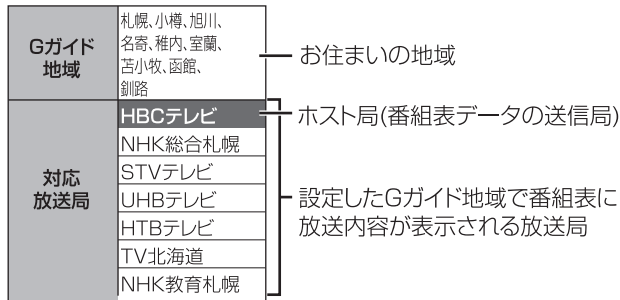 Gガイド
地域
札幌、小樽、旭川、
名寄、稚内、室蘭、
苫小牧、函館、
釧路
お住まいの地域
対応
放送局
HBCテレビ
ホスト局(番組表データの送信局)
NHK総合札幌
STVテレビ
UHBテレビ
HTBテレビ
TV北海道
NHK教育札幌
設定したGガイド地域で番組表に
放送内容が表示される放送局